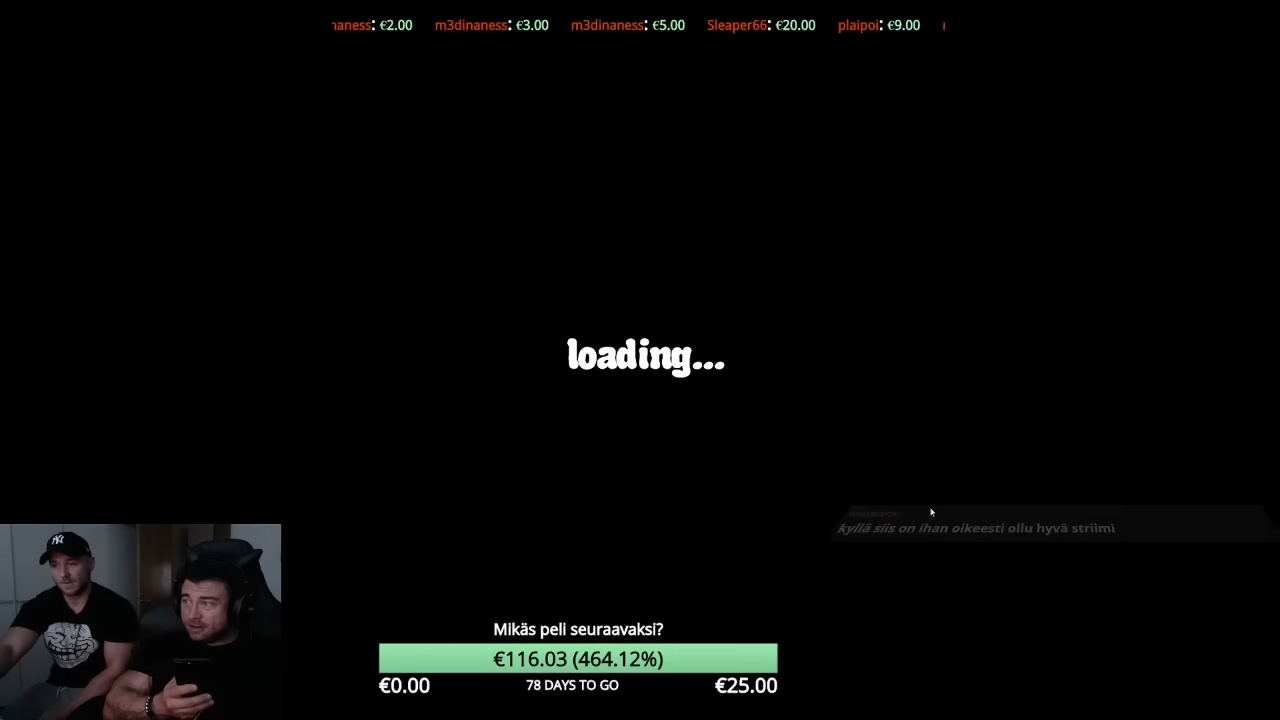 naness: €2.00 m3dinaness: €3.00 m3dinaness: €5.00 Sleaper66: €20.00 plaipoi: €9.00
loading...
kyllä siis on ihan oikeesti ollu hyvä striimi
Mikäs peli seuraavaksi?
€116.03 (464.12%)
€0.00 78 DAYS TO GO €25.00